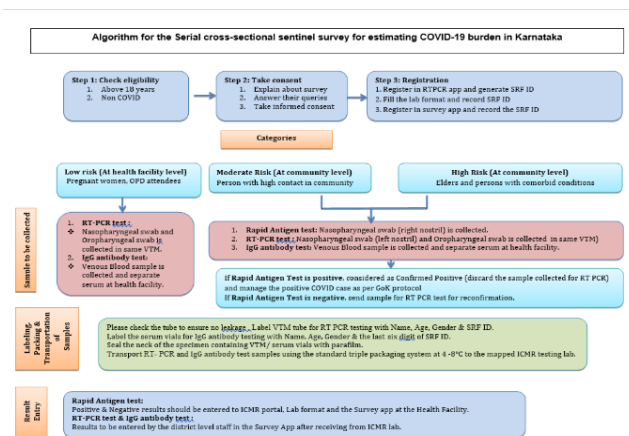 Algorithm for the Serial cross-sectional sentinel survey for estimating COVID-19 burden in Karnataka
Step 1: Check eligibility
1. Above 18 years
2. Non COVID
Step 2: Take consent
1. Explain about survey
2. Answer their queries
3. Take informed consent
Step 3: Registration
1. Register in RTPCR app and generate SRF ID
2. Fill the lab format and record SRF ID
3. Register in survey app and record the SRF ID
Categories
Low risk (At health facility level)
Pregnant women, OPD attendees
Moderate Risk (At community level)
Person with high contact in community
High Risk (At community level)
Elders and persons with comorbid conditions
Sample to be collected
1. RT-PCR test :
❖ Nasopharyngeal swab and
Oropharyngeal swab is
collected in same VTM.
2. IgG antibody test:
❖ Venous Blood sample is
collected and separate
serum at health facility.
1. Rapid Antigen test: Nasopharyngeal swab (right nostril) is collected.
2. RT-PCR test : Nasopharyngeal swab (left nostril) and Oropharyngeal swab is collected in same VTM)
3. IgG antibody test: Venous Blood sample is collected and separate serum at health facility.
If Rapid Antigen test is positive, considered as Confirmed Positive (discard the sample collected for RT PCR)
and manage the positive COVID case as per GoK protocol
If Rapid Antigen test is negative, send sample for RT PCR test for reconfirmation.
Labeling,
Packing &
Transportation
of
Samples
Please check the tube to ensure no leakage , Label VTM tube for RT PCR testing with Name, Age, Gender & SRF ID.
Label the serum vials for IgG antibody testing with Name, Age, Gender & the last six digit of SRF ID.
Seal the neck of the specimen containing VTM/ serum vials with parafilm.
Transport RT- PCR and IgG antibody test samples using the standard triple packaging system at 4 -8°C to the mapped ICMR testing lab.
Result
Entry
Rapid Antigen test:
Positive & Negative results should be entered to ICMR portal, Lab format and the Survey app at the Health Facility.
RT-PCR test & IgG antibody test :
Results to be entered by the district level staff in the Survey App after receiving from ICMR lab.